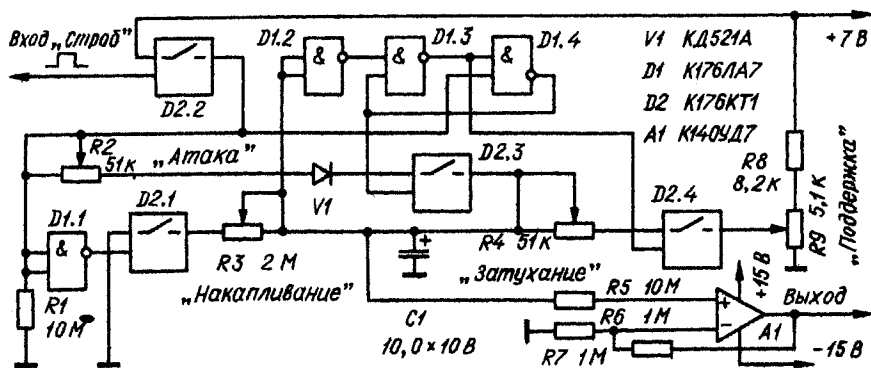 Вход „Строб"
D2.2
D1.2
D1.3
D1.4
&
&
&
V1 КД521А
D1 К176ЛА7
D2 К176КТ1
A1 К140УД7
+7 В
R2
51к
„Атака"
V1
D2.3
R8
8,2 к
D1.1
&
D2.1
R3 2 М
„Накапливание"
+
R4 51к
„Затухание"
D2.4
R9 5,1 к
„Поддержка"
R1
10М
C1
10,0 × 10 В
R5 10 М
R6 1 М
R7 1 М
+
−
+15 В
A1
Выход
−15 В